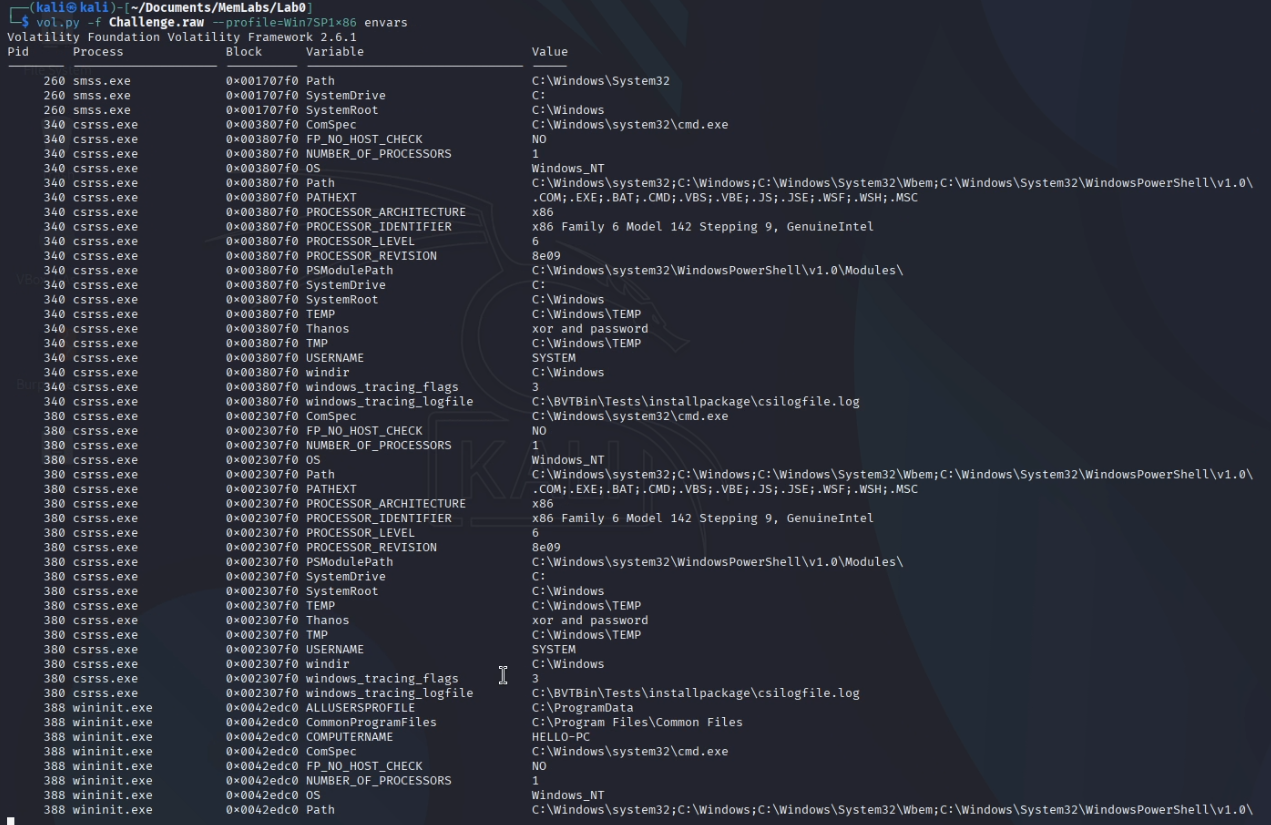 ┌──(kali㉿kali)-[~/Documents/MemLabs/Lab0]
└─$ vol.py -f Challenge.raw --profile=Win7SP1×86 envars
Volatility Foundation Volatility Framework 2.6.1
Pid Process Block Variable Value
260 smss.exe 0×001707f0 Path C:\Windows\System32
260 smss.exe 0×001707f0 SystemDrive C:
260 smss.exe 0×001707f0 SystemRoot C:\Windows
340 csrss.exe 0×003807f0 ComSpec C:\Windows\system32\cmd.exe
340 csrss.exe 0×003807f0 FP_NO_HOST_CHECK NO
340 csrss.exe 0×003807f0 NUMBER_OF_PROCESSORS 1
340 csrss.exe 0×003807f0 OS Windows_NT
340 csrss.exe 0×003807f0 Path C:\Windows\system32;C:\Windows;C:\Windows\System32\Wbem;C:\Windows\System32\WindowsPowerShell\v1.0\
340 csrss.exe 0×003807f0 PATHEXT .COM;.EXE;.BAT;.CMD;.VBS;.VBE;.JS;.JSE;.WSF;.WSH;.MSC
340 csrss.exe 0×003807f0 PROCESSOR_ARCHITECTURE x86
340 csrss.exe 0×003807f0 PROCESSOR_IDENTIFIER x86 Family 6 Model 142 Stepping 9, GenuineIntel
340 csrss.exe 0×003807f0 PROCESSOR_LEVEL 6
340 csrss.exe 0×003807f0 PROCESSOR_REVISION 8e09
340 csrss.exe 0×003807f0 PSModulePath C:\Windows\system32\WindowsPowerShell\v1.0\Modules\
340 csrss.exe 0×003807f0 SystemDrive C:
340 csrss.exe 0×003807f0 SystemRoot C:\Windows
340 csrss.exe 0×003807f0 TEMP C:\Windows\TEMP
340 csrss.exe 0×003807f0 Thanos xor and password
340 csrss.exe 0×003807f0 TMP C:\Windows\TEMP
340 csrss.exe 0×003807f0 USERNAME SYSTEM
340 csrss.exe 0×003807f0 windir C:\Windows
340 csrss.exe 0×003807f0 windows_tracing_flags 3
340 csrss.exe 0×003807f0 windows_tracing_logfile C:\BVTBin\Tests\installpackage\csilogfile.log
380 csrss.exe 0×002307f0 ComSpec C:\Windows\system32\cmd.exe
380 csrss.exe 0×002307f0 FP_NO_HOST_CHECK NO
380 csrss.exe 0×002307f0 NUMBER_OF_PROCESSORS 1
380 csrss.exe 0×002307f0 OS Windows_NT
380 csrss.exe 0×002307f0 Path C:\Windows\system32;C:\Windows;C:\Windows\System32\Wbem;C:\Windows\System32\WindowsPowerShell\v1.0\
380 csrss.exe 0×002307f0 PATHEXT .COM;.EXE;.BAT;.CMD;.VBS;.VBE;.JS;.JSE;.WSF;.WSH;.MSC
380 csrss.exe 0×002307f0 PROCESSOR_ARCHITECTURE x86
380 csrss.exe 0×002307f0 PROCESSOR_IDENTIFIER x86 Family 6 Model 142 Stepping 9, GenuineIntel
380 csrss.exe 0×002307f0 PROCESSOR_LEVEL 6
380 csrss.exe 0×002307f0 PROCESSOR_REVISION 8e09
380 csrss.exe 0×002307f0 PSModulePath C:\Windows\system32\WindowsPowerShell\v1.0\Modules\
380 csrss.exe 0×002307f0 SystemDrive C:
380 csrss.exe 0×002307f0 SystemRoot C:\Windows
380 csrss.exe 0×002307f0 TEMP C:\Windows\TEMP
380 csrss.exe 0×002307f0 Thanos xor and password
380 csrss.exe 0×002307f0 TMP C:\Windows\TEMP
380 csrss.exe 0×002307f0 USERNAME SYSTEM
380 csrss.exe 0×002307f0 windir C:\Windows
380 csrss.exe 0×002307f0 windows_tracing_flags 3
380 csrss.exe 0×002307f0 windows_tracing_logfile C:\BVTBin\Tests\installpackage\csilogfile.log
388 wininit.exe 0×0042edc0 ALLUSERSPROFILE C:\ProgramData
388 wininit.exe 0×0042edc0 CommonProgramFiles C:\Program Files\Common Files
388 wininit.exe 0×0042edc0 COMPUTERNAME HELLO-PC
388 wininit.exe 0×0042edc0 ComSpec C:\Windows\system32\cmd.exe
388 wininit.exe 0×0042edc0 FP_NO_HOST_CHECK NO
388 wininit.exe 0×0042edc0 NUMBER_OF_PROCESSORS 1
388 wininit.exe 0×0042edc0 OS Windows_NT
388 wininit.exe 0×0042edc0 Path C:\Windows\system32;C:\Windows;C:\Windows\System32\Wbem;C:\Windows\System32\WindowsPowerShell\v1.0\
KALI